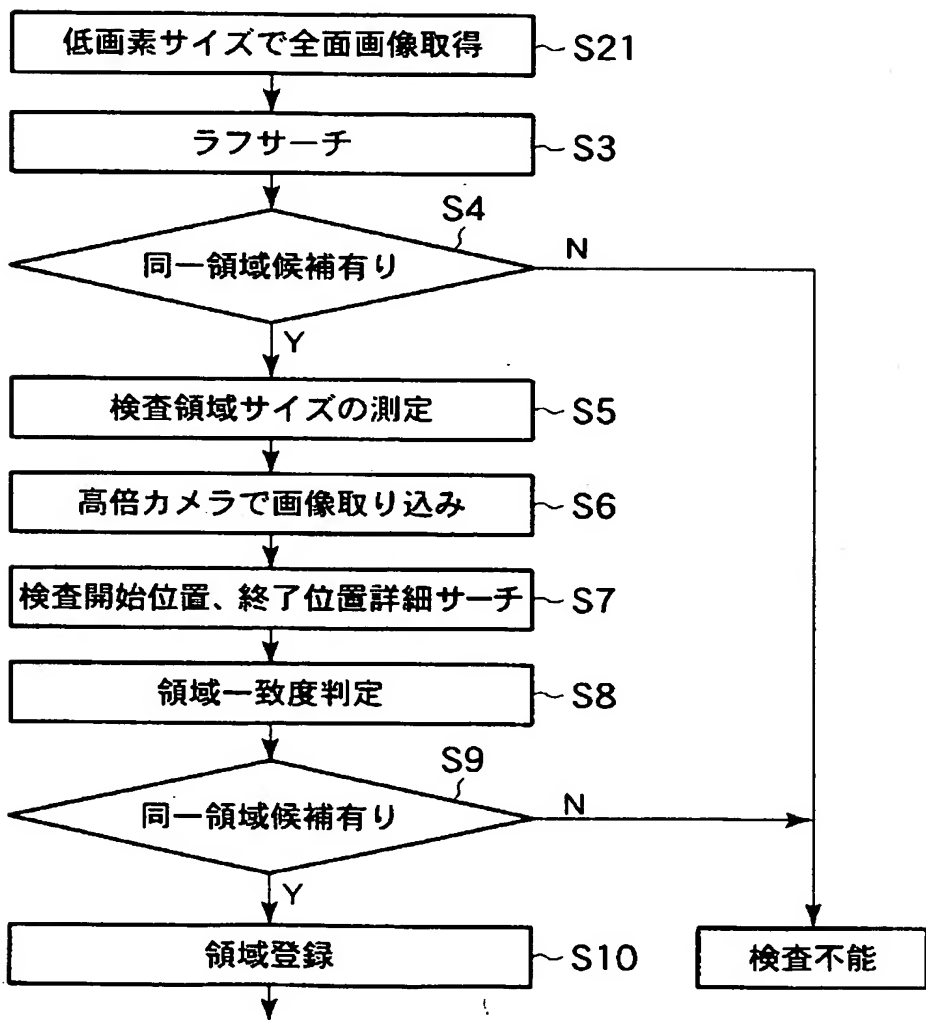 低画素サイズで全面画像取得
S21
ラフサーチ
S3
S4
同一領域候補有り
N
Y
検査領域サイズの測定
S5
高倍カメラで画像取り込み
S6
検査開始位置、終了位置詳細サーチ
S7
領域一致度判定
S8
S9
同一領域候補有り
N
Y
領域登録
S10
検査不能